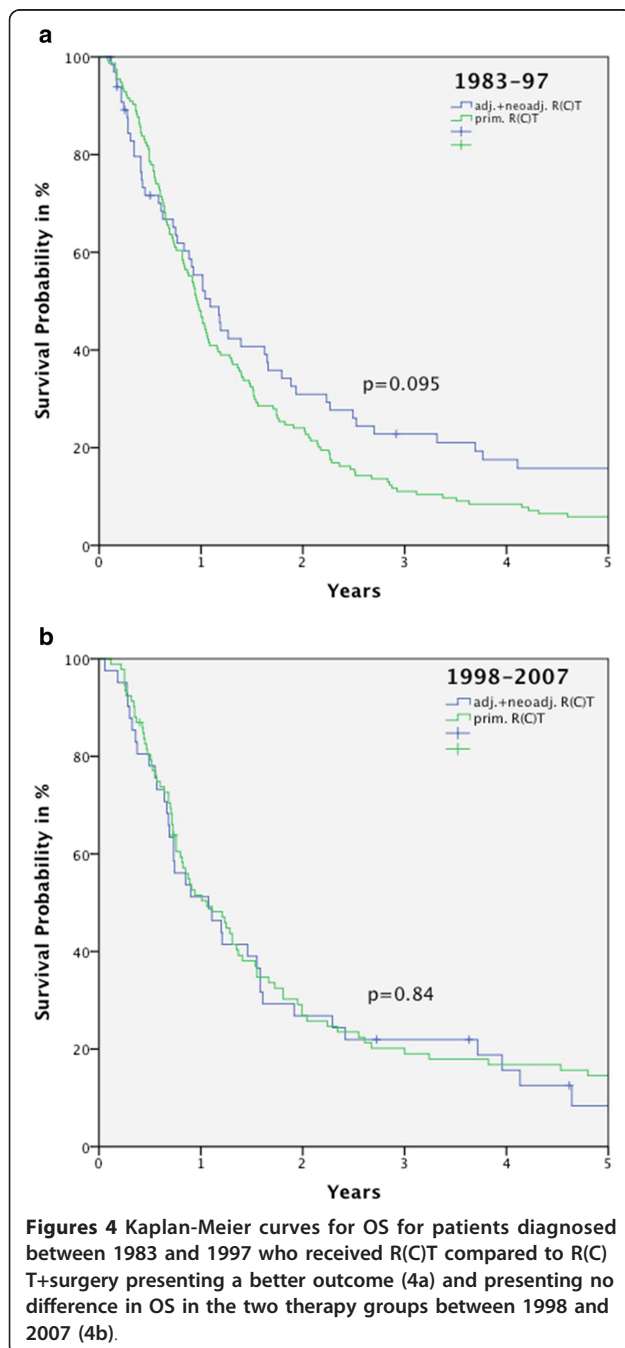 a
1983-97
adj.+neoadj. R(C)T
prim. R(C)T
100
80
60
40
20
0
Survival Probability in %
p=0.095
0 1 2 3 4 5
Years
b
1998-2007
adj.+neoadj. R(C)T
prim. R(C)T
100
80
60
40
20
0
Survival Probability in %
p=0.84
0 1 2 3 4 5
Years
Figures 4 Kaplan-Meier curves for OS for patients diagnosed
between 1983 and 1997 who received R(C)T compared to R(C)
T+surgery presenting a better outcome (4a) and presenting no
difference in OS in the two therapy groups between 1998 and
2007 (4b).